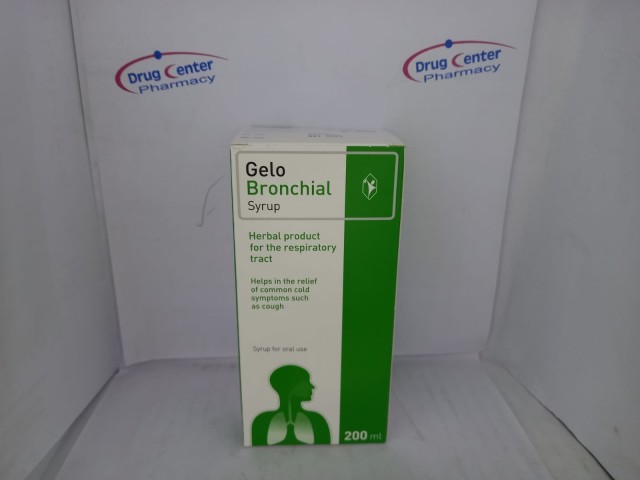 Drug Center
Pharmacy
Drug Center
Pharmacy
Gelo
Bronchial
Syrup
Herbal product
for the respiratory
tract
Helps in the relief
of common cold
symptoms such
as cough
Syrup for oral use
200 ml